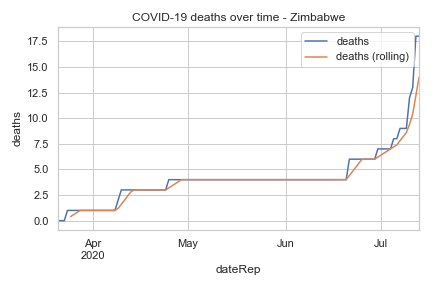 COVID-19 deaths over time - Zimbabwe
deaths
deaths (rolling)
17.5
15.0
12.5
10.0
7.5
5.0
2.5
0.0
deaths
Apr
2020
May
Jun
Jul
dateRep